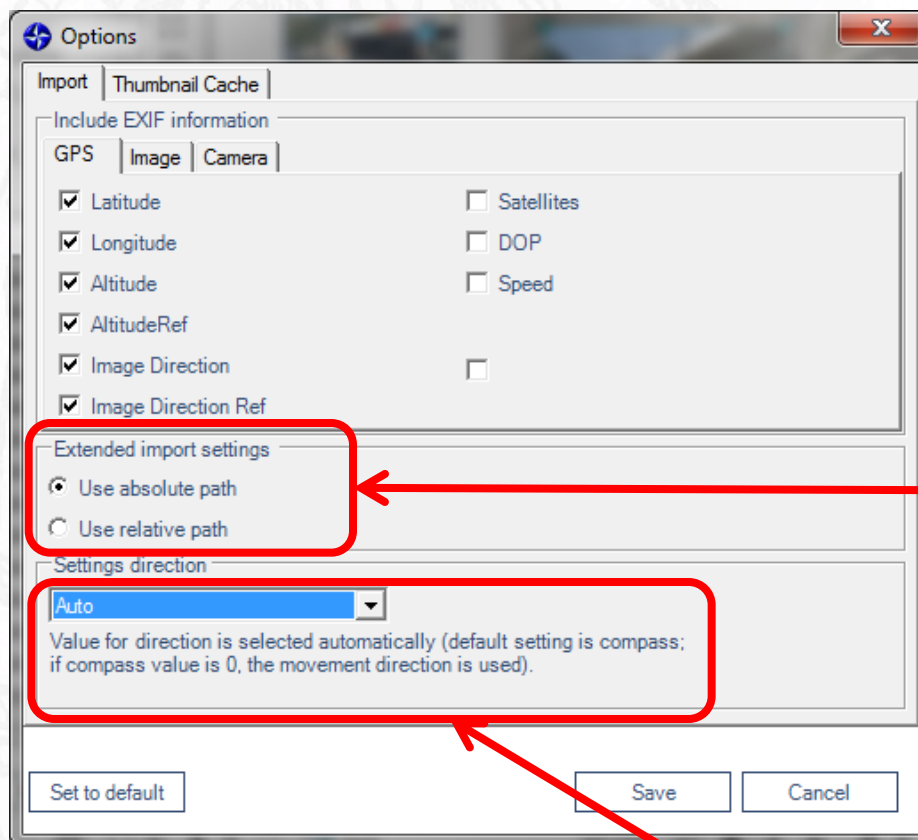 Options
x
Import Thumbnail Cache
Include EXIF information
GPS Image Camera
Latitude Satellites
Longitude DOP
Altitude Speed
AltitudeRef
Image Direction
Image Direction Ref
Extended import settings
Use absolute path
Use relative path
Settings direction
Auto
Value for direction is selected automatically (default setting is compass;
if compass value is 0, the movement direction is used).
Set to default Save Cancel